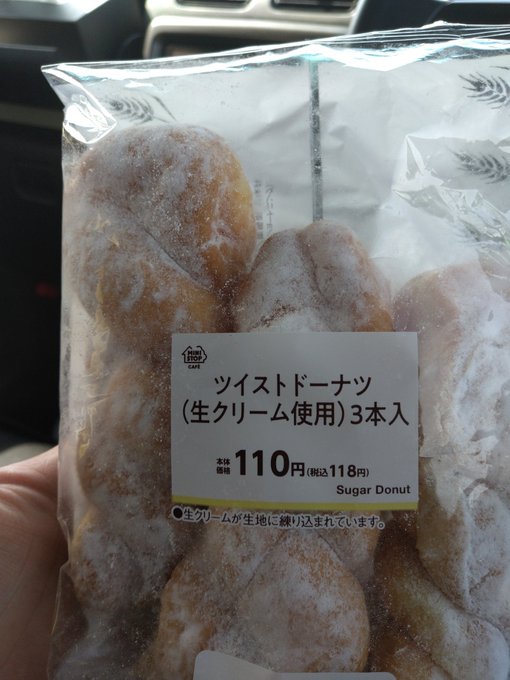 MINI
STOP
CAFÉ
ツイストドーナツ
(生クリーム使用)3本入
本体
価格 110円(税込118円)
Sugar Donut
●生クリームが生地に練り込まれています。